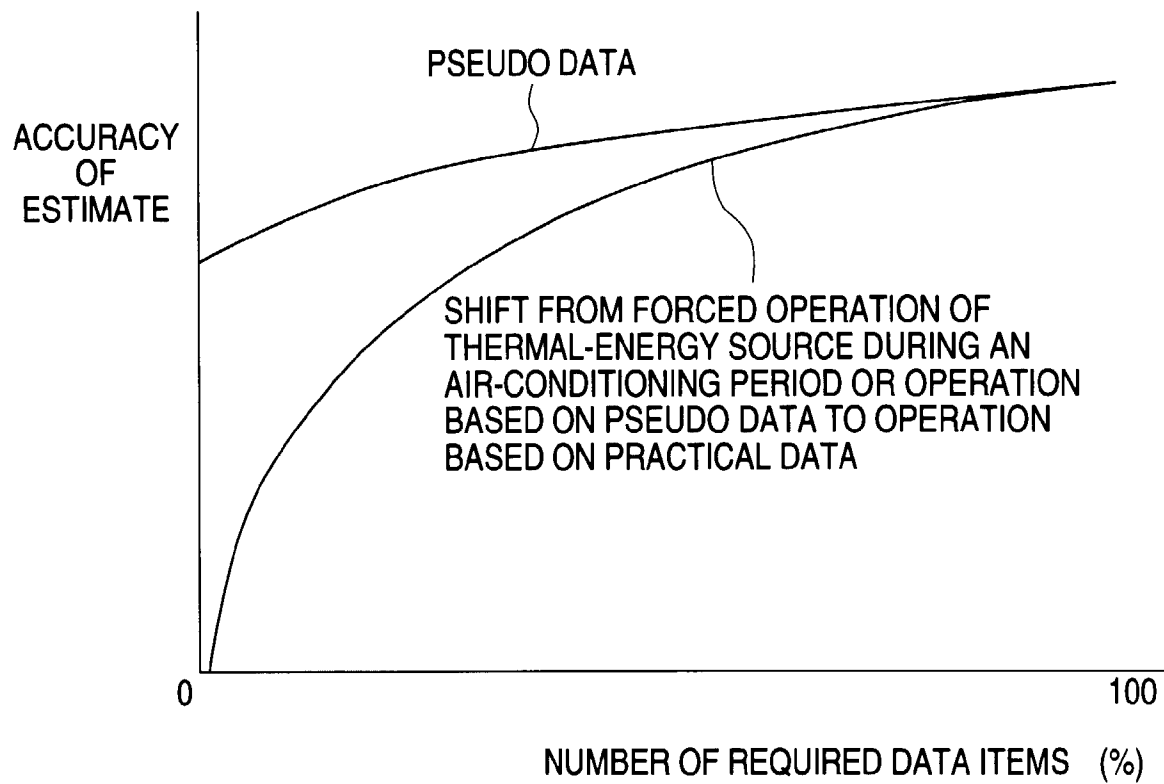 PSEUDO DATA
ACCURACY
OF
ESTIMATE
SHIFT FROM FORCED OPERATION OF
THERMAL-ENERGY SOURCE DURING AN
AIR-CONDITIONING PERIOD OR OPERATION
BASED ON PSEUDO DATA TO OPERATION
BASED ON PRACTICAL DATA
0
100
NUMBER OF REQUIRED DATA ITEMS (%)